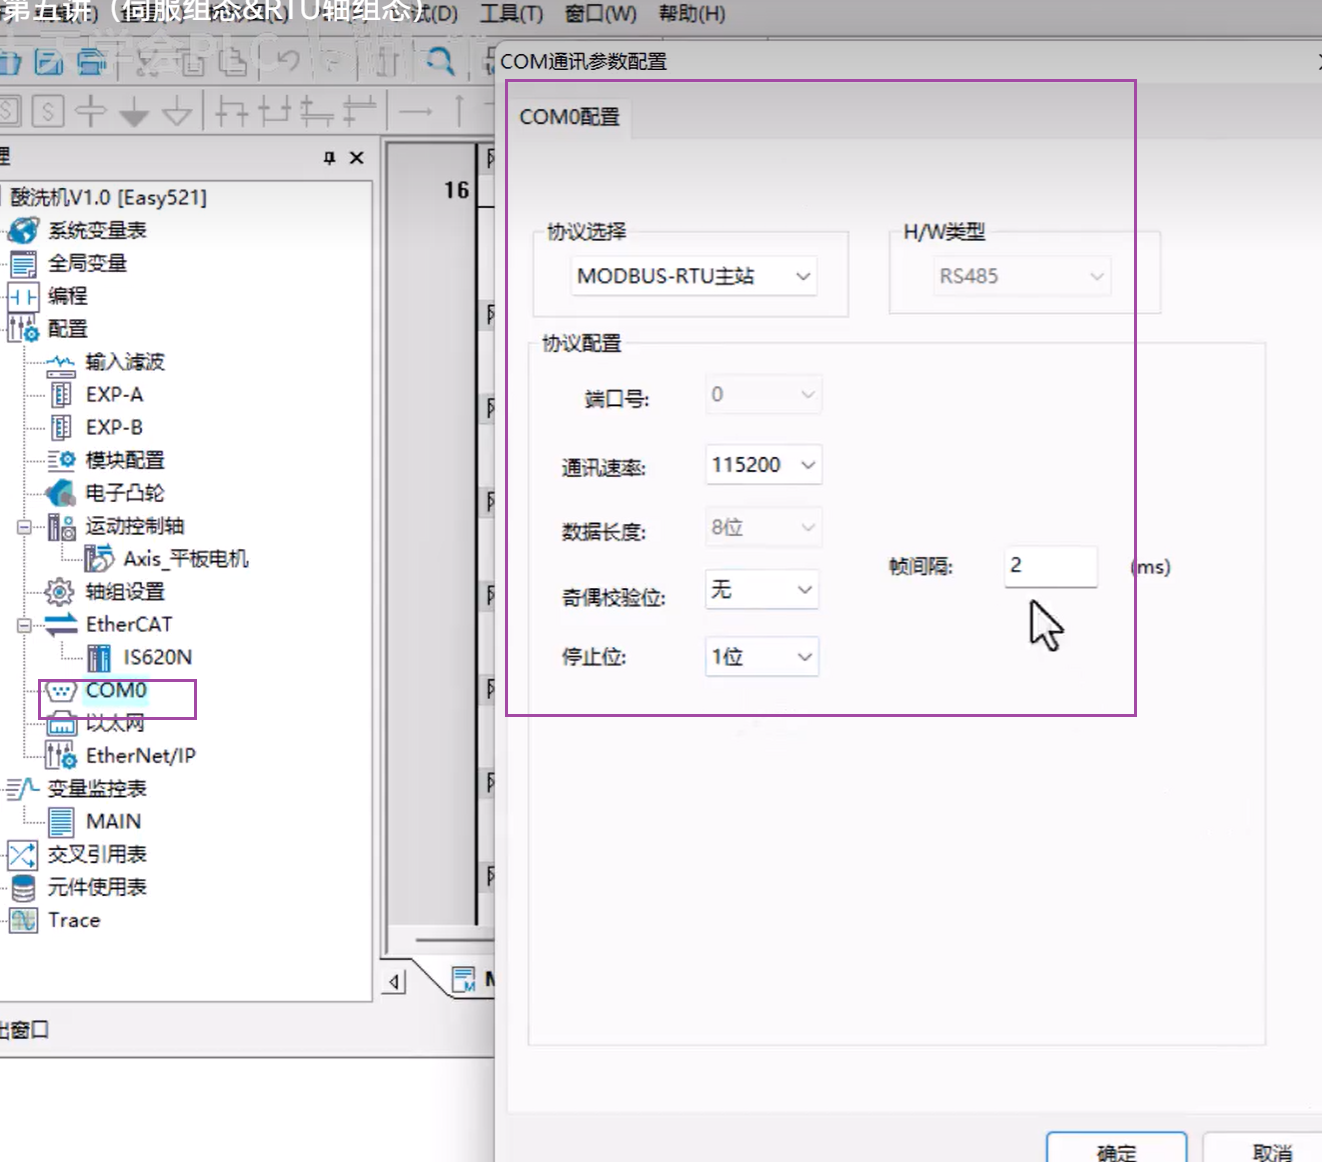 第五讲（伺服组态&RTU轴组态）
试(D) 工具(T) 窗口(W) 帮助(H)
COM通讯参数配置
COM0配置
理
16
酸洗机V1.0 [Easy521]
系统变量表
全局变量
编程
配置
输入滤波
EXP-A
EXP-B
模块配置
电子凸轮
运动控制轴
Axis_平板电机
轴组设置
EtherCAT
IS620N
COM0
以太网
EtherNet/IP
变量监控表
MAIN
交叉引用表
元件使用表
Trace
出窗口
协议选择
MODBUS-RTU主站
H/W类型
RS485
协议配置
端口号: 0
通讯速率: 115200
数据长度: 8位
帧间隔: 2 (ms)
奇偶校验位: 无
停止位: 1位
确定
取消